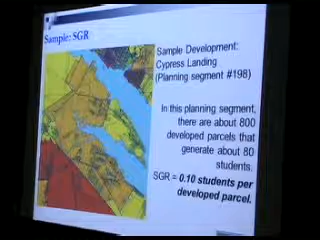 Sample: SGR
Sample Development:
Cypress Landing
(Planning segment #198)
In this planning segment,
there are about 800
developed parcels that
generate about 80
students.
SGR = 0.10 students per
developed parcel.